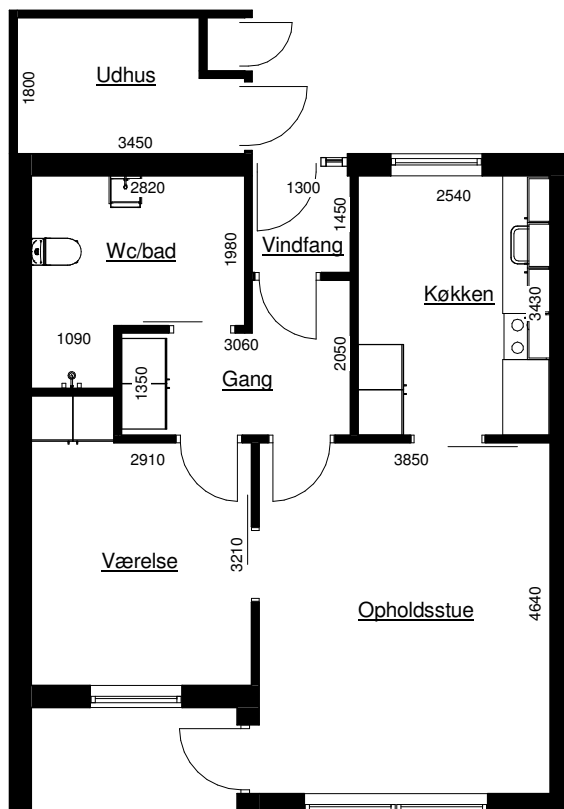 Udhus
1800
3450
2820
1300
2540
1450
Wc/bad
1980
Vindfang
Køkken
3430
1090
3060
2050
1350
Gang
2910
3850
Værelse
3210
Opholdsstue
4640